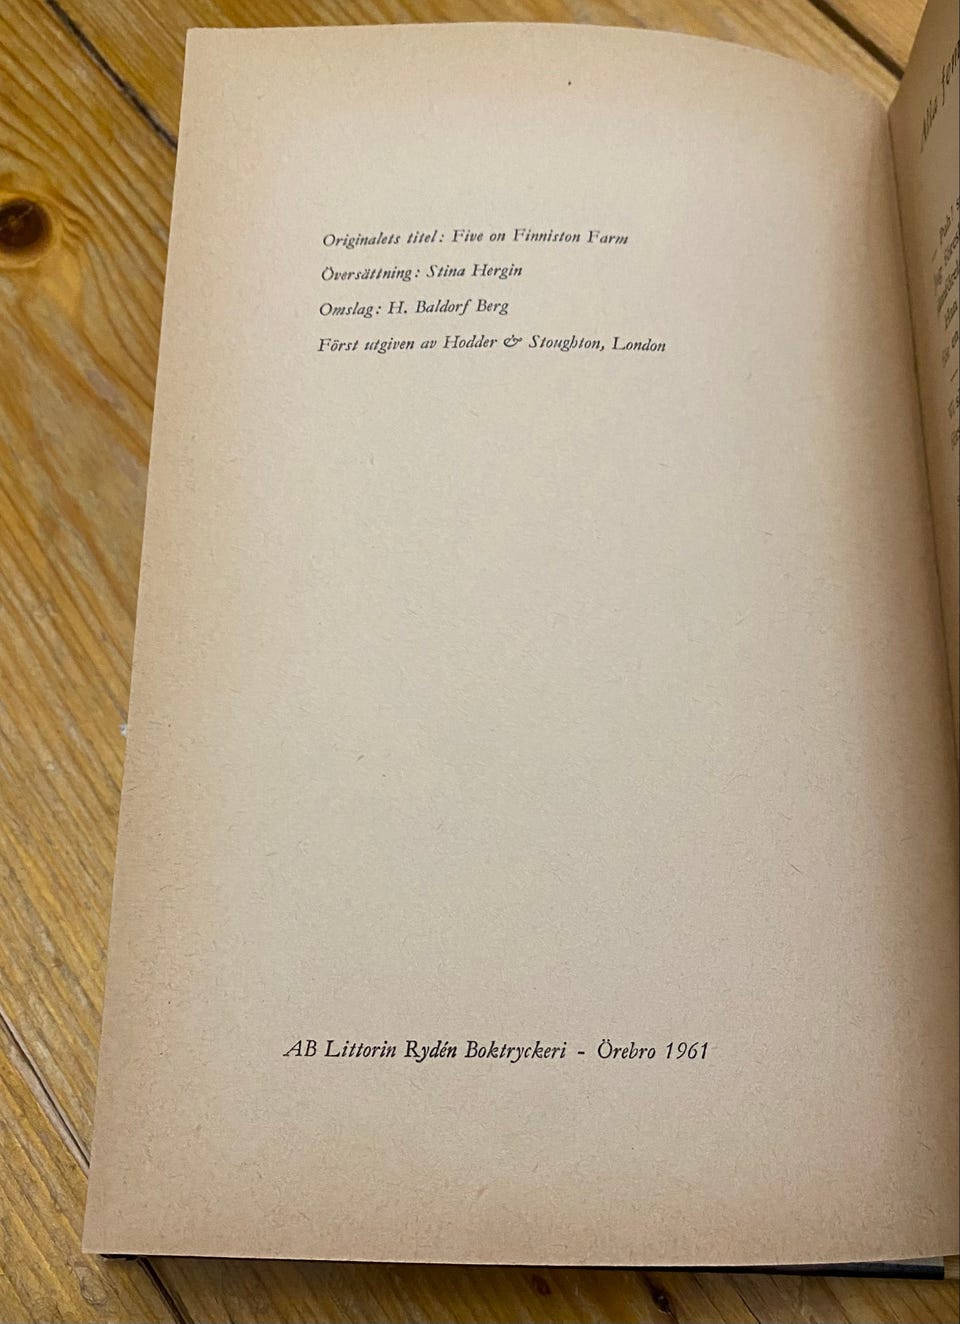 Originalets titel: Five on Finniston Farm
Översättning: Stina Hergin
Omslag: H. Baldorf Berg
Först utgiven av Hodder & Stoughton, London
AB Littorin Rydén Boktryckeri - Örebro 1961
Alla